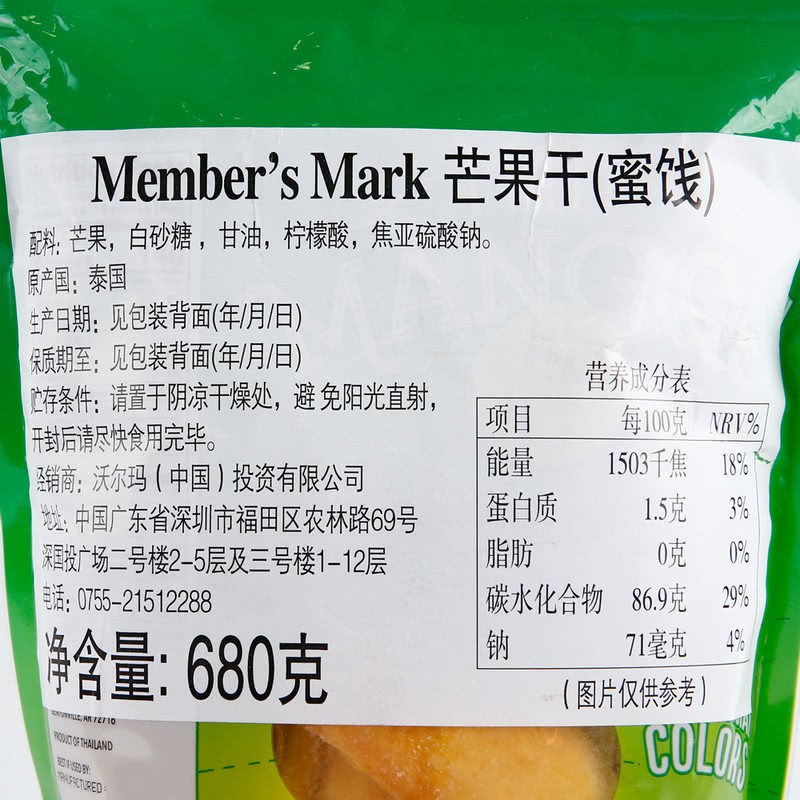 Member's Mark 芒果干(蜜饯)
配料: 芒果，白砂糖，甘油，柠檬酸，焦亚硫酸钠。
原产国：泰国
生产日期：见包装背面(年/月/日)
保质期至：见包装背面(年/月/日)
贮存条件：请置于阴凉干燥处，避 免阳光直射，
开封后请尽快食用完毕。
经销商：沃尔玛（中国）投资有限公司
地址：中国广东省深圳市福田区农林路69号
深国投广场二号楼2-5层及三号楼1-12层
电话：0755-21512288
净含量: 680克
营养成分表
项目 每100克 NRV%
能量 1503千焦 18%
蛋白质 1.5克 3%
脂肪 0克 0%
碳水化合物 86.9克 29%
钠 71毫克 4%
（图片仅供参考）
BENTONVILLE, AR 72716
PRODUCT OF THAILAND
BEST IF USED BY:
MANUFACTURED:
COLORS